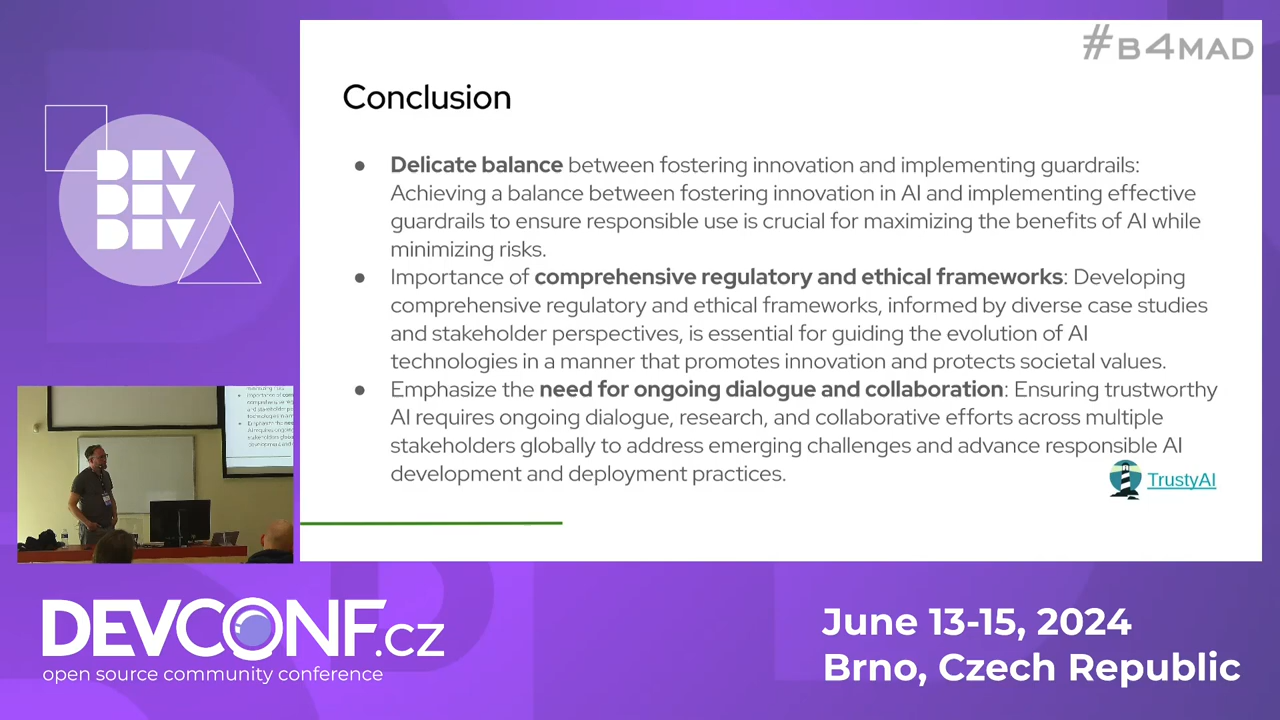 #B4MAD
Conclusion
● Delicate balance between fostering innovation and implementing guardrails:
Achieving a balance between fostering innovation in AI and implementing effective
guardrails to ensure responsible use is crucial for maximizing the benefits of AI while
minimizing risks.
● Importance of comprehensive regulatory and ethical frameworks: Developing
comprehensive regulatory and ethical frameworks, informed by diverse case studies
and stakeholder perspectives, is essential for guiding the evolution of AI
technologies in a manner that promotes innovation and protects societal values.
● Emphasize the need for ongoing dialogue and collaboration: Ensuring trustworthy
AI requires ongoing dialogue, research, and collaborative efforts across multiple
stakeholders globally to address emerging challenges and advance responsible AI
development and deployment practices.
TrustyAI
DEV
DEV
DEV
DEVCONF.cz
open source community conference
June 13-15, 2024
Brno, Czech Republic